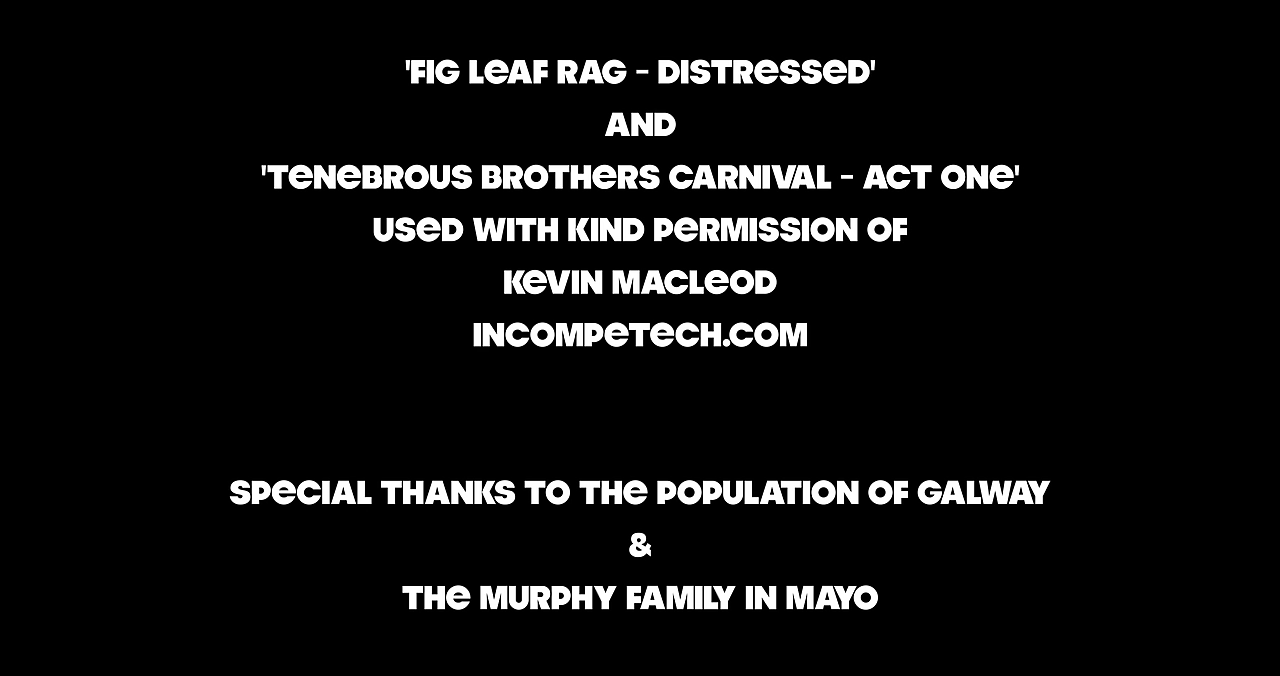 'FIG LeAF RAG - DISTResseD'
AND
'TeNeBROUS BROTHeRS CARNIVAL - ACT ONe'
USeD WITH KIND PeRMISSION OF
KeVIN MACLeOD
INCOMPeTeCH.COM
SPeCIAL THANKS TO THe POPULATION OF GALWAY
&
THe MURPHY FAMILY IN MAYO